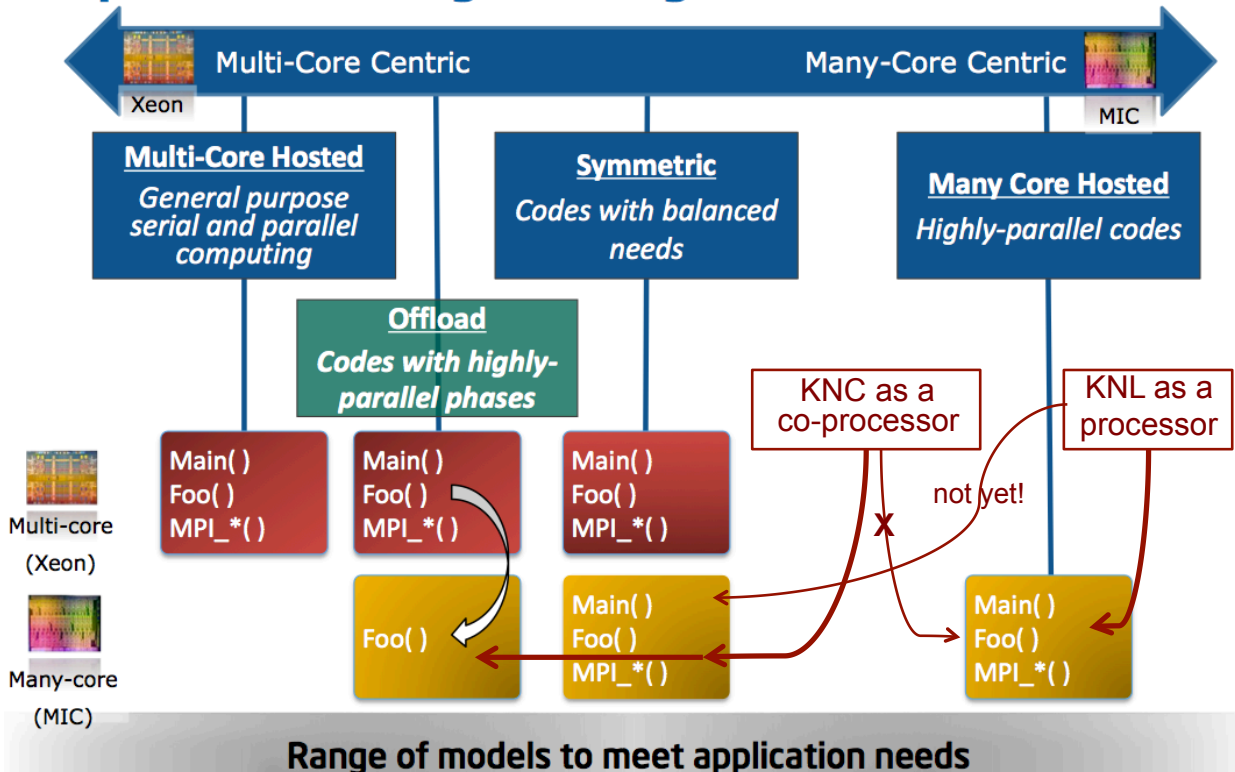 Multi-Core Centric
Many-Core Centric
Xeon
MIC
Multi-Core Hosted
General purpose
serial and parallel
computing
Symmetric
Codes with balanced
needs
Many Core Hosted
Highly-parallel codes
Offload
Codes with highly-
parallel phases
KNC as a
co-processor
KNL as a
processor
not yet!
X
Multi-core
(Xeon)
Main( )
Foo( )
MPI_*( )
Main( )
Foo( )
MPI_*( )
Main( )
Foo( )
MPI_*( )
Many-core
(MIC)
Foo( )
Main( )
Foo( )
MPI_*( )
Main( )
Foo( )
MPI_*( )
Range of models to meet application needs